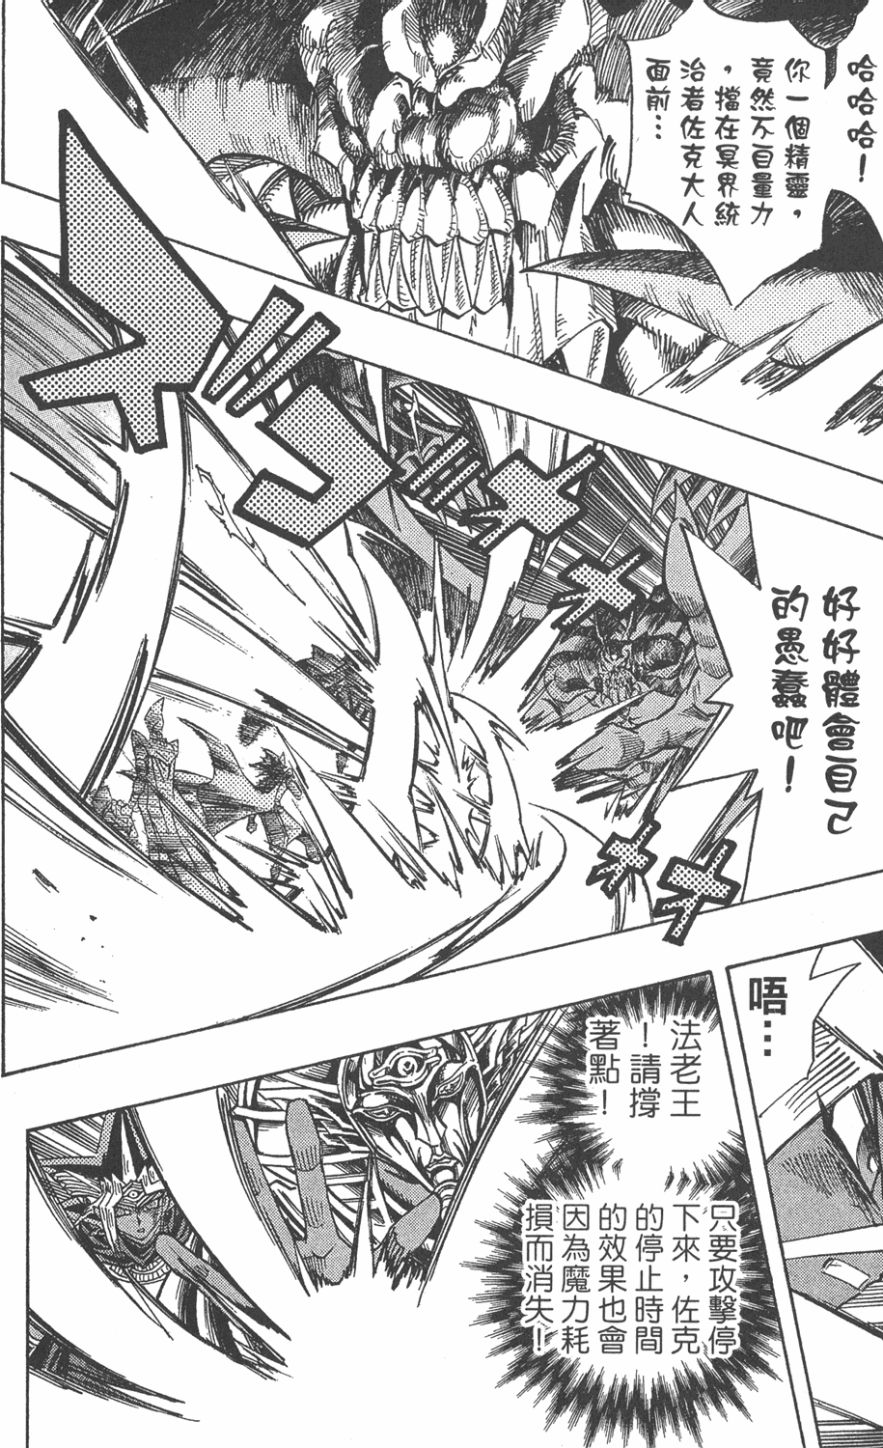 哈哈哈！
你一個精靈，
竟然不自量力
，擋在冥界統
治者佐克大人
面前…
好好體會自己
的愚蠢吧！
唔…
法老王
！請撐
著點！
只要攻擊停
下來，佐克
的停止時間
的效果也會
因為魔力耗
損而消失！